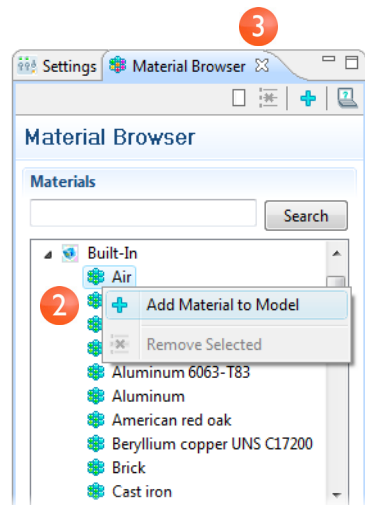 3
Settings Material Browser
Material Browser
Materials
Search
Built-In
Air
2 Add Material to Model
Remove Selected
Aluminum 6063-T83
Aluminum
American red oak
Beryllium copper UNS C17200
Brick
Cast iron